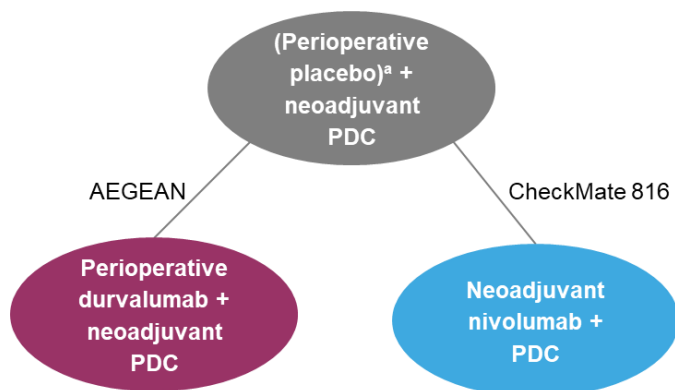 (Perioperative
placebo)ᵃ +
neoadjuvant
PDC
AEGEAN
CheckMate 816
Perioperative
durvalumab +
neoadjuvant
PDC
Neoadjuvant
nivolumab +
PDC